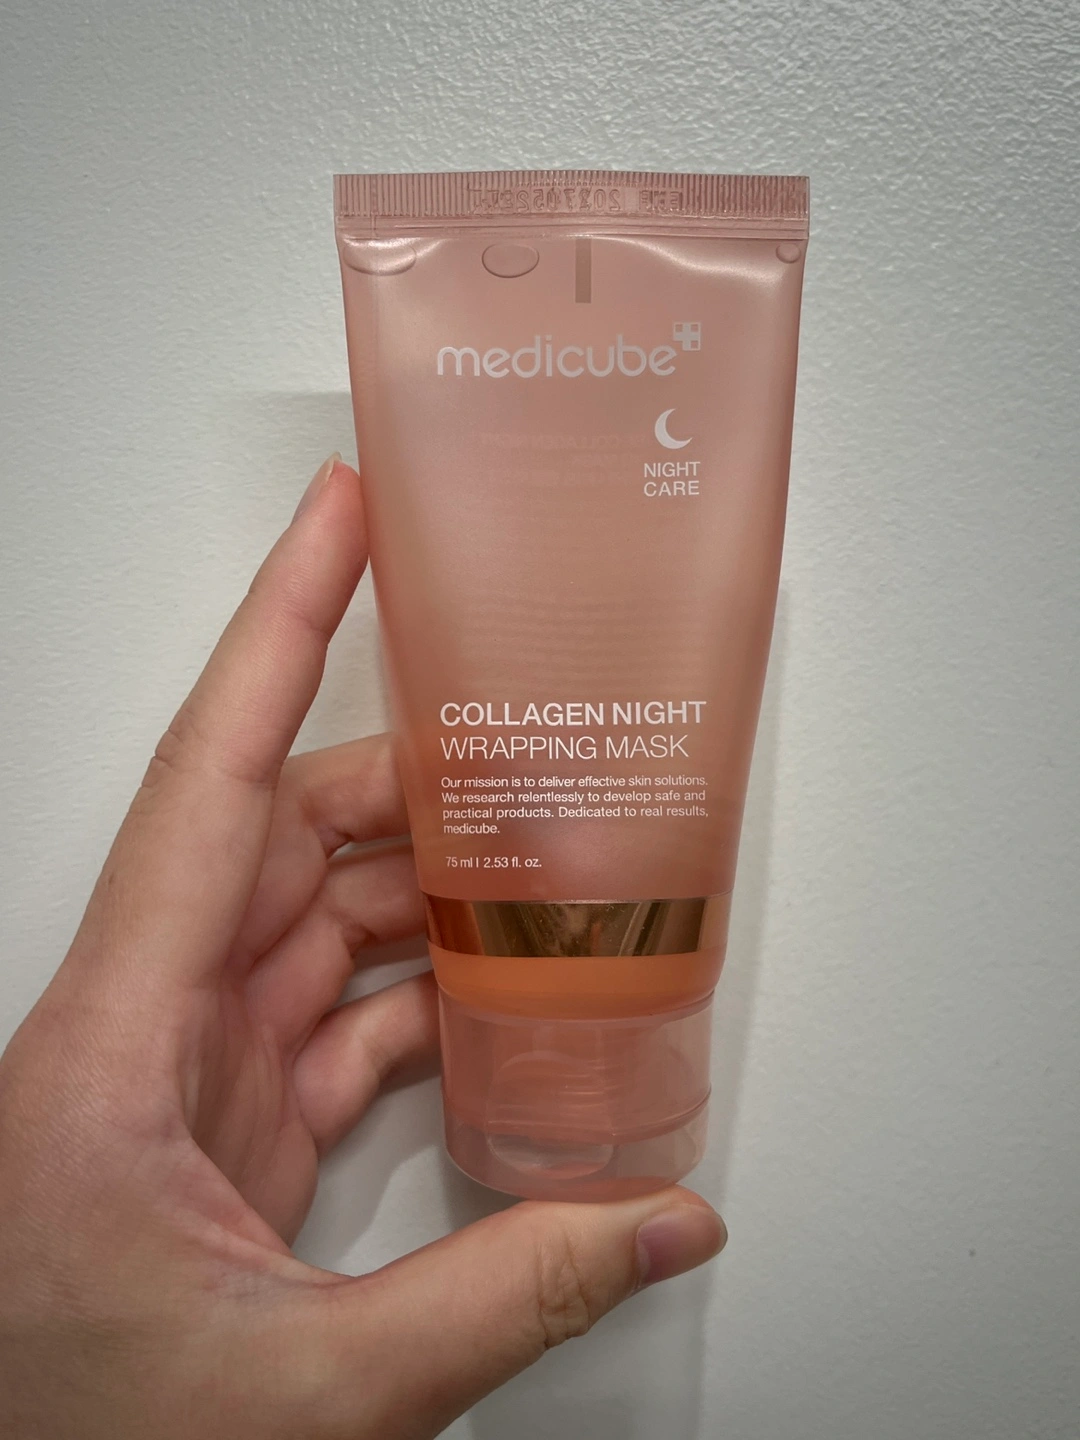 medicube
NIGHT
CARE
COLLAGEN NIGHT
WRAPPING MASK
Our mission is to deliver effective skin solutions.
We research relentlessly to develop safe and
practical products. Dedicated to real results,
medicube.
75 ml | 2.53 fl. oz.